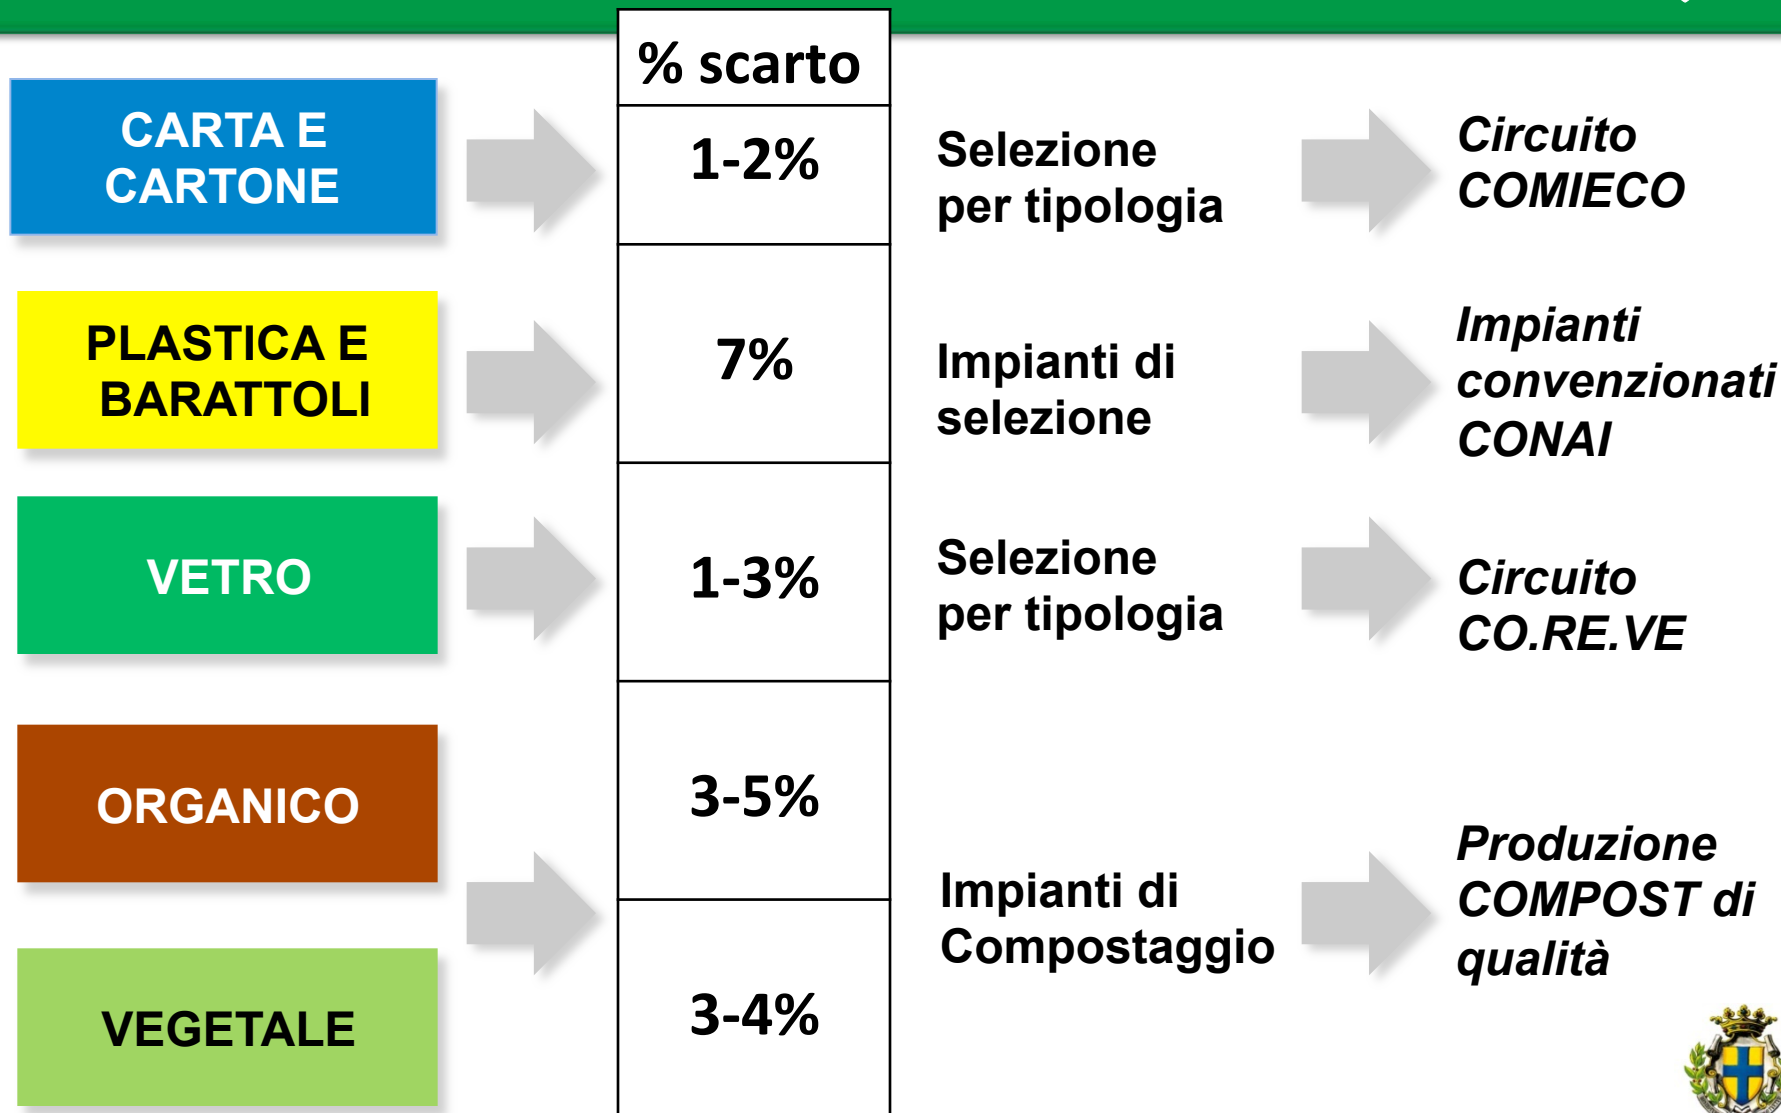 % scarto
CARTA E
CARTONE
1-2%
Selezione
per tipologia
Circuito
COMIECO
PLASTICA E
BARATTOLI
7%
Impianti di
selezione
Impianti
convenzionati
CONAI
VETRO
1-3%
Selezione
per tipologia
Circuito
CO.RE.VE
ORGANICO
3-5%
VEGETALE
3-4%
Impianti di
Compostaggio
Produzione
COMPOST di
qualità